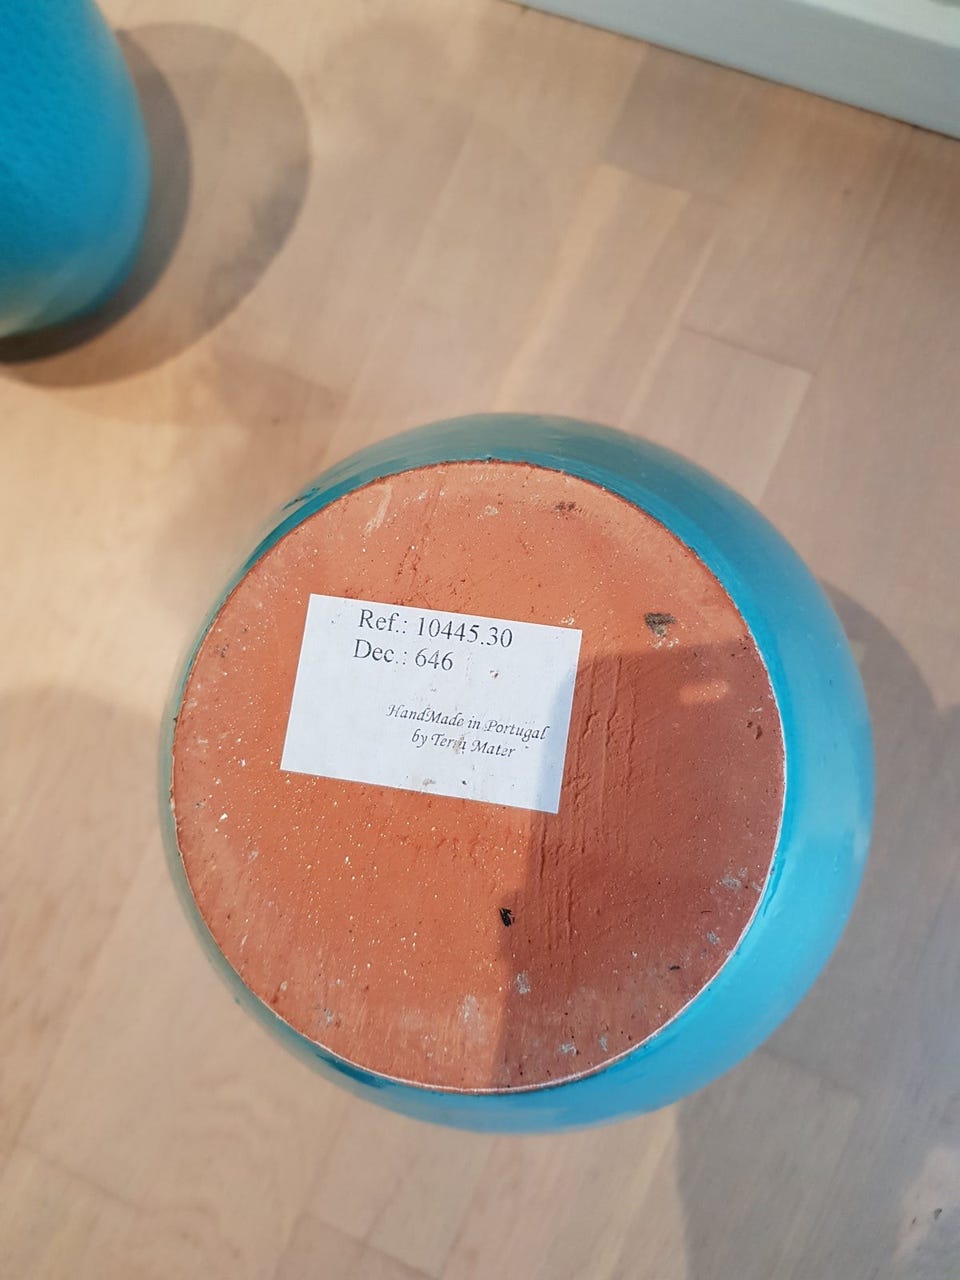 Ref.: 10445.30
Dec.: 646
HandMade in Portugal
by Terra Mater